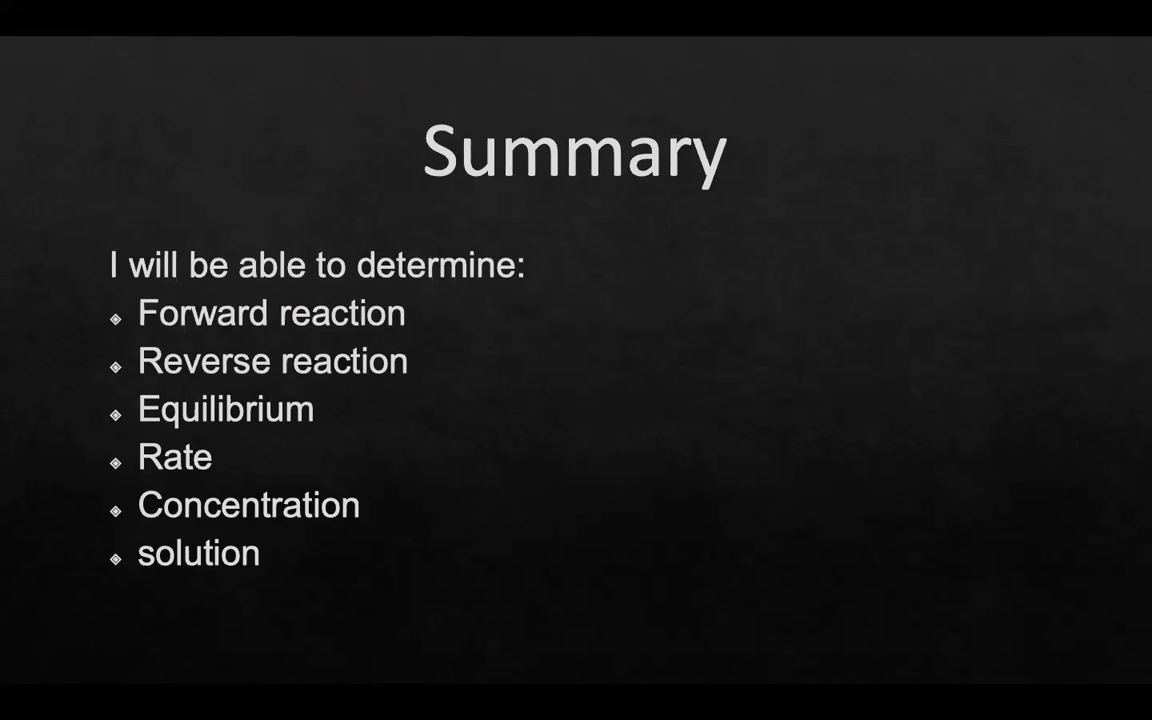 Summary
I will be able to determine:
Forward reaction
Reverse reaction
Equilibrium
Rate
Concentration
solution